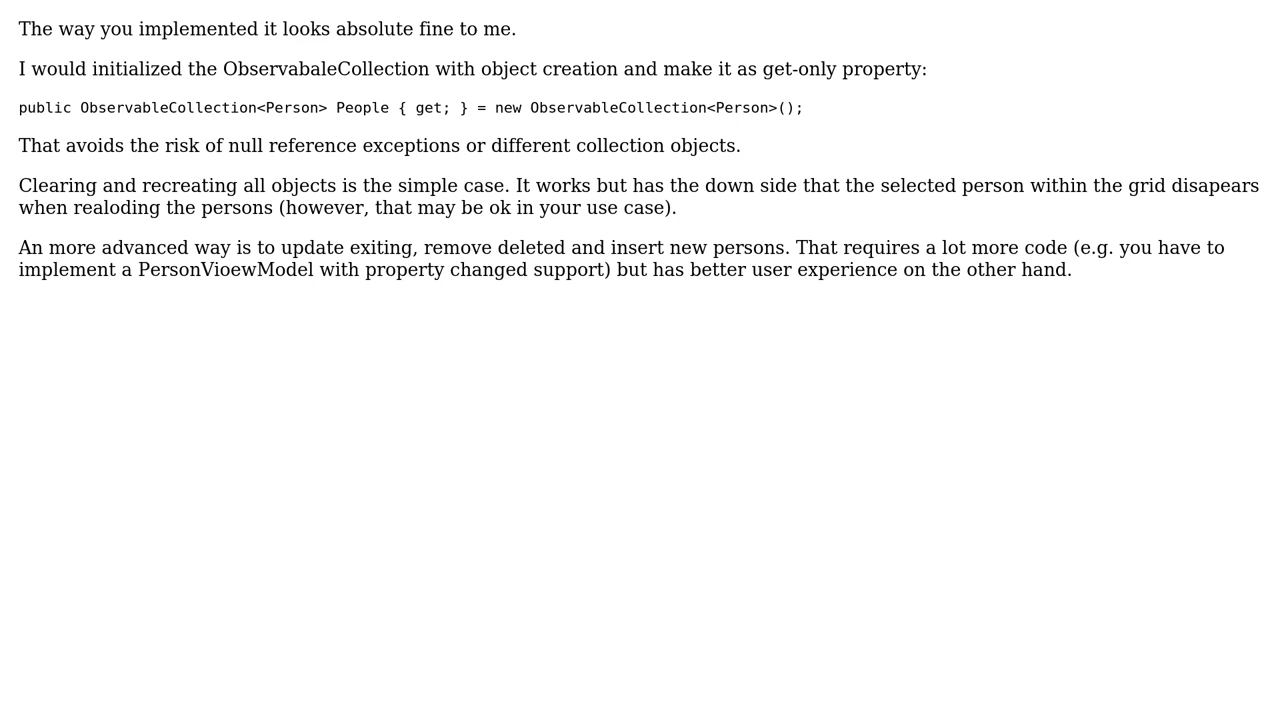 The way you implemented it looks absolute fine to me.
I would initialized the ObservabaleCollection with object creation and make it as get-only property:
public ObservableCollection<Person> People { get; } = new ObservableCollection<Person>();
That avoids the risk of null reference exceptions or different collection objects.
Clearing and recreating all objects is the simple case. It works but has the down side that the selected person within the grid disapears
when realoding the persons (however, that may be ok in your use case).
An more advanced way is to update exiting, remove deleted and insert new persons. That requires a lot more code (e.g. you have to
implement a PersonVioewModel with property changed support) but has better user experience on the other hand.